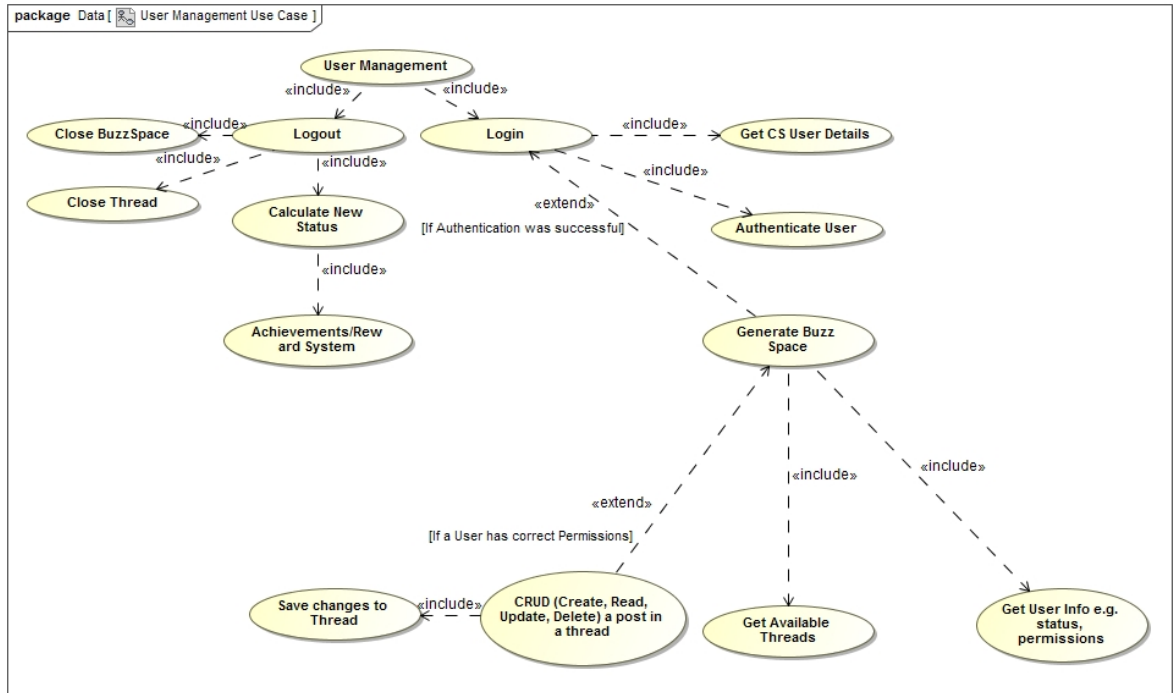 package Data [ User Management Use Case ]
User Management
«include»
«include»
Close BuzzSpace
«include»
Logout
Login
«include»
Get CS User Details
«include»
«include»
«include»
Close Thread
Calculate New
Status
«extend»
[If Authentication was successful]
Authenticate User
«include»
Achievements/Rew
ard System
Generate Buzz
Space
«include»
«include»
«extend»
[If a User has correct Permissions]
Save changes to
Thread
«include»
CRUD (Create, Read,
Update, Delete) a post in
a thread
Get Available
Threads
Get User Info e.g.
status,
permissions